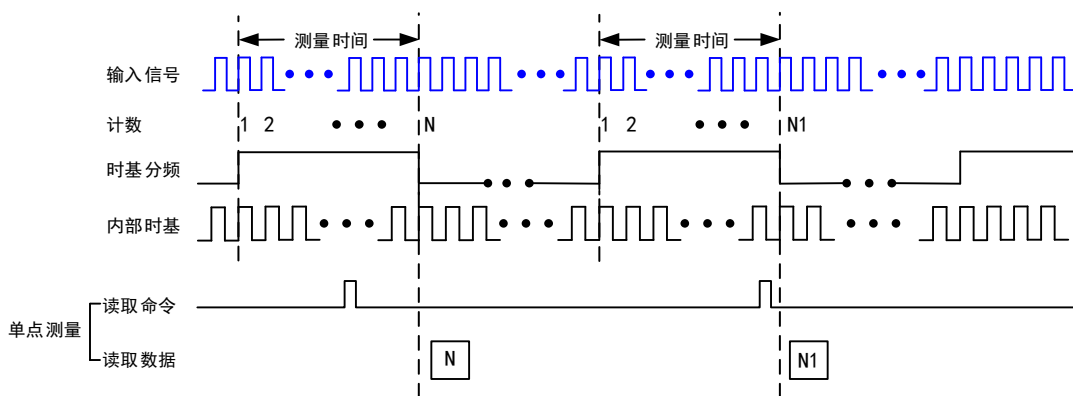 测量时间 测量时间
输入信号
计数 1 2 N 1 2 N1
时基分频
内部时基
读取命令
单点测量
读取数据 N N1